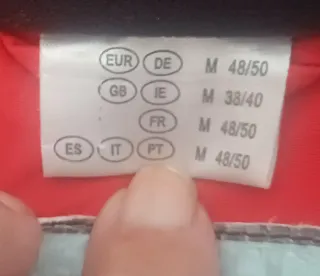 EUR DE M 48/50
GB IE M 38/40
FR M 48/50
ES IT PT M 48/50